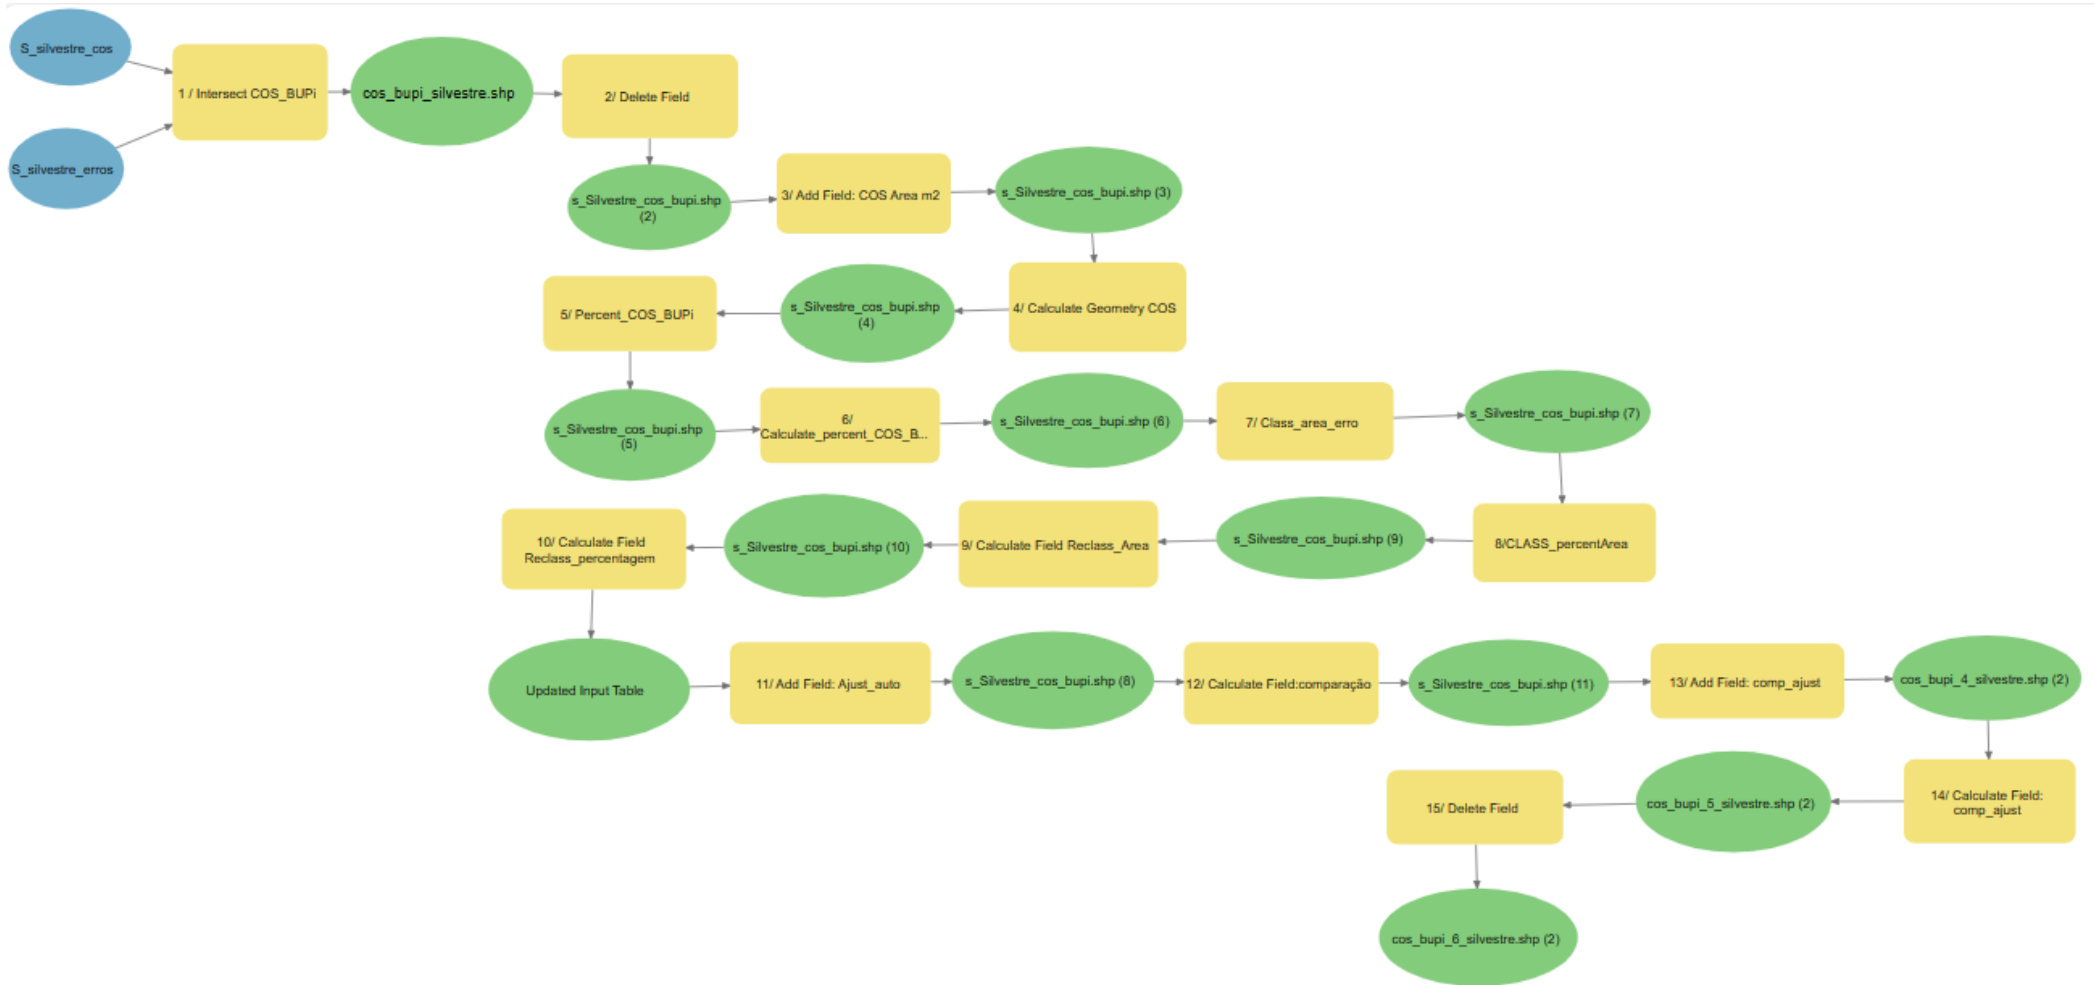 S_silvestre_cos
1 / Intersect COS_BUPi
cos_bupi_silvestre.shp
2/ Delete Field
S_silvestre_erros
s_Silvestre_cos_bupi.shp
(2)
3/ Add Field: COS Area m2
s_Silvestre_cos_bupi.shp (3)
4/ Calculate Geometry COS
s_Silvestre_cos_bupi.shp
(4)
5/ Percent_COS_BUPi
s_Silvestre_cos_bupi.shp
(5)
6/
Calculate_percent_COS_B...
s_Silvestre_cos_bupi.shp (6)
7/ Class_area_erro
s_Silvestre_cos_bupi.shp (7)
8/CLASS_percentArea
s_Silvestre_cos_bupi.shp (9)
9/ Calculate Field Reclass_Area
s_Silvestre_cos_bupi.shp (10)
10/ Calculate Field
Reclass_percentagem
Updated Input Table
11/ Add Field: Ajust_auto
s_Silvestre_cos_bupi.shp (8)
12/ Calculate Field:comparação
s_Silvestre_cos_bupi.shp (11)
13/ Add Field: comp_ajust
cos_bupi_4_silvestre.shp (2)
14/ Calculate Field:
comp_ajust
cos_bupi_5_silvestre.shp (2)
15/ Delete Field
cos_bupi_6_silvestre.shp (2)